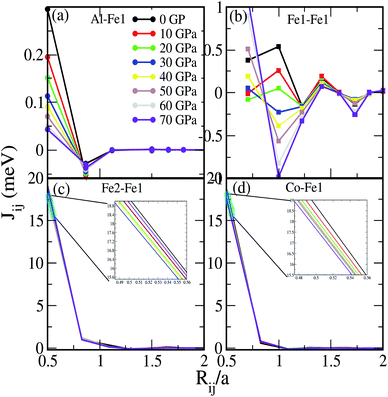 (a) Al-Fe1
0 GP
10 GPa
20 GPa
30 GPa
40 GPa
50 GPa
60 GPa
70 GPa
0.2
0.1
0
(b) Fe1-Fe1
1
0.5
0
-0.5
-1
J_ij (meV)
(c) Fe2-Fe1
20
15
10
5
0
0.5 1 1.5 2
(d) Co-Fe1
20
15
10
5
0
0.5 1 1.5 2
R_ij/a